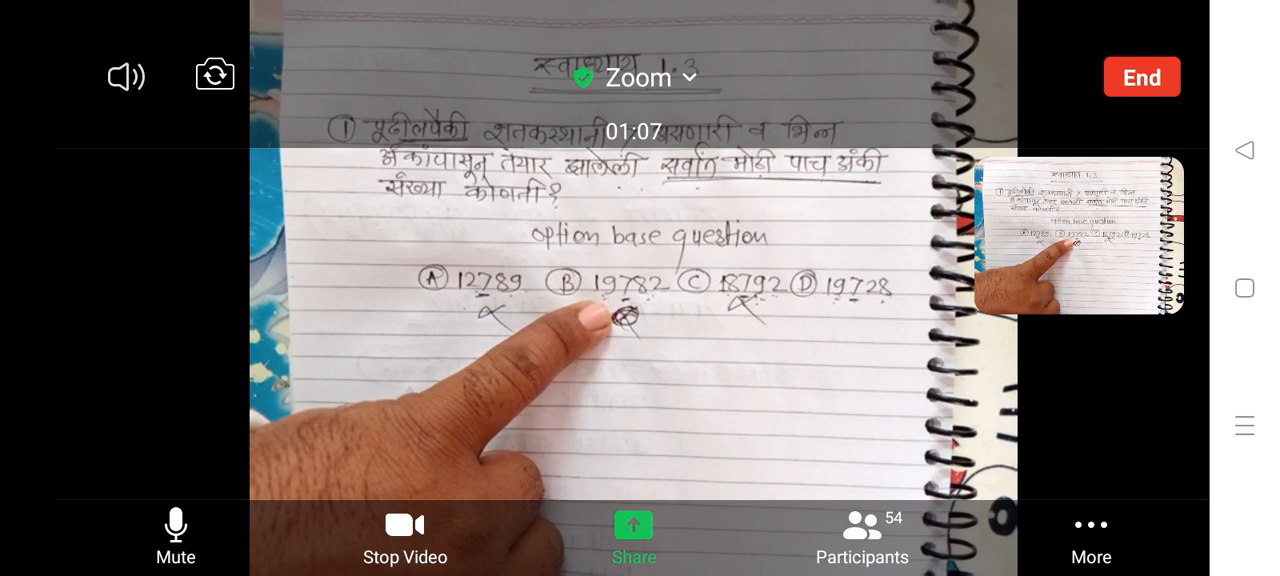 स्वाध्याय 1.3
Zoom
End
01:07
① पूढीलपैकी शतकस्थानी 7 असणारी व भिन्न
अंकांपासून तयार झालेली सर्वात मोठी पाच अंकी
संख्या कोणती?
option base question
Ⓐ 12789 Ⓑ 19782 Ⓒ 18792 Ⓓ 19728
Mute
Stop Video
Share
Participants 54
More